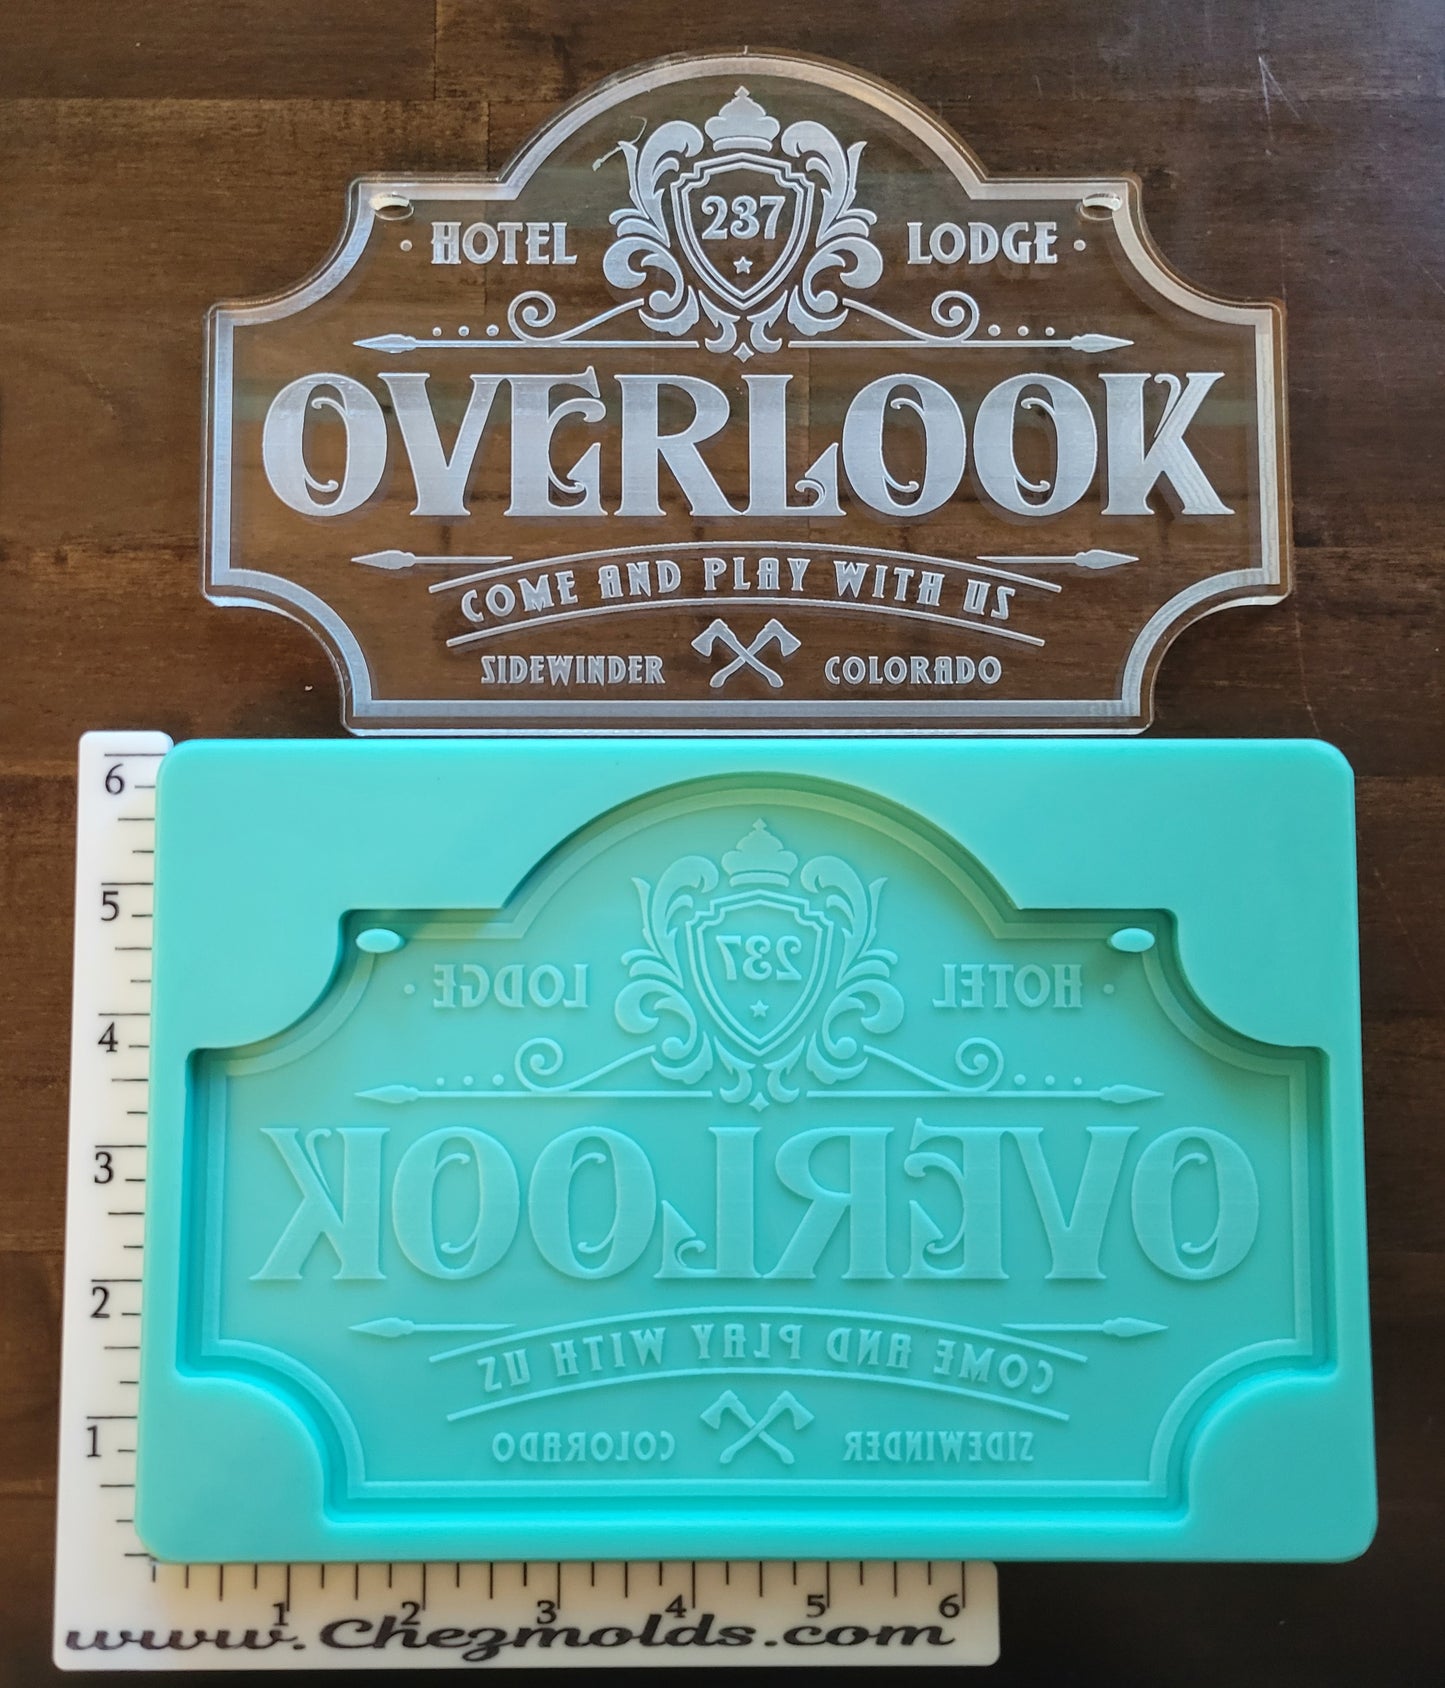 237
HOTEL LODGE
OVERLOOK
COME AND PLAY WITH US
SIDEWINDER COLORADO
6
5
4
3
2
1
237
HOTEL LODGE
OVERLOOK
COME AND PLAY WITH US
SIDEWINDER COLORADO
1 2 3 4 5 6
www.Chezmolds.com